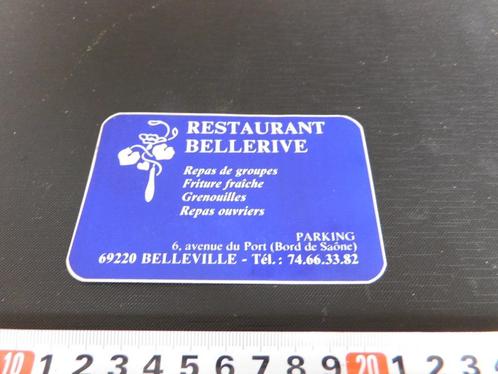 RESTAURANT
BELLERIVE
Repas de groupes
Friture fraîche
Grenouilles
Repas ouvriers
PARKING
6, avenue du Port (Bord de Saône)
69220 BELLEVILLE - Tél.: 74.66.33.82
10 1 2 3 4 5 6 7 8 9 20 1 2 3